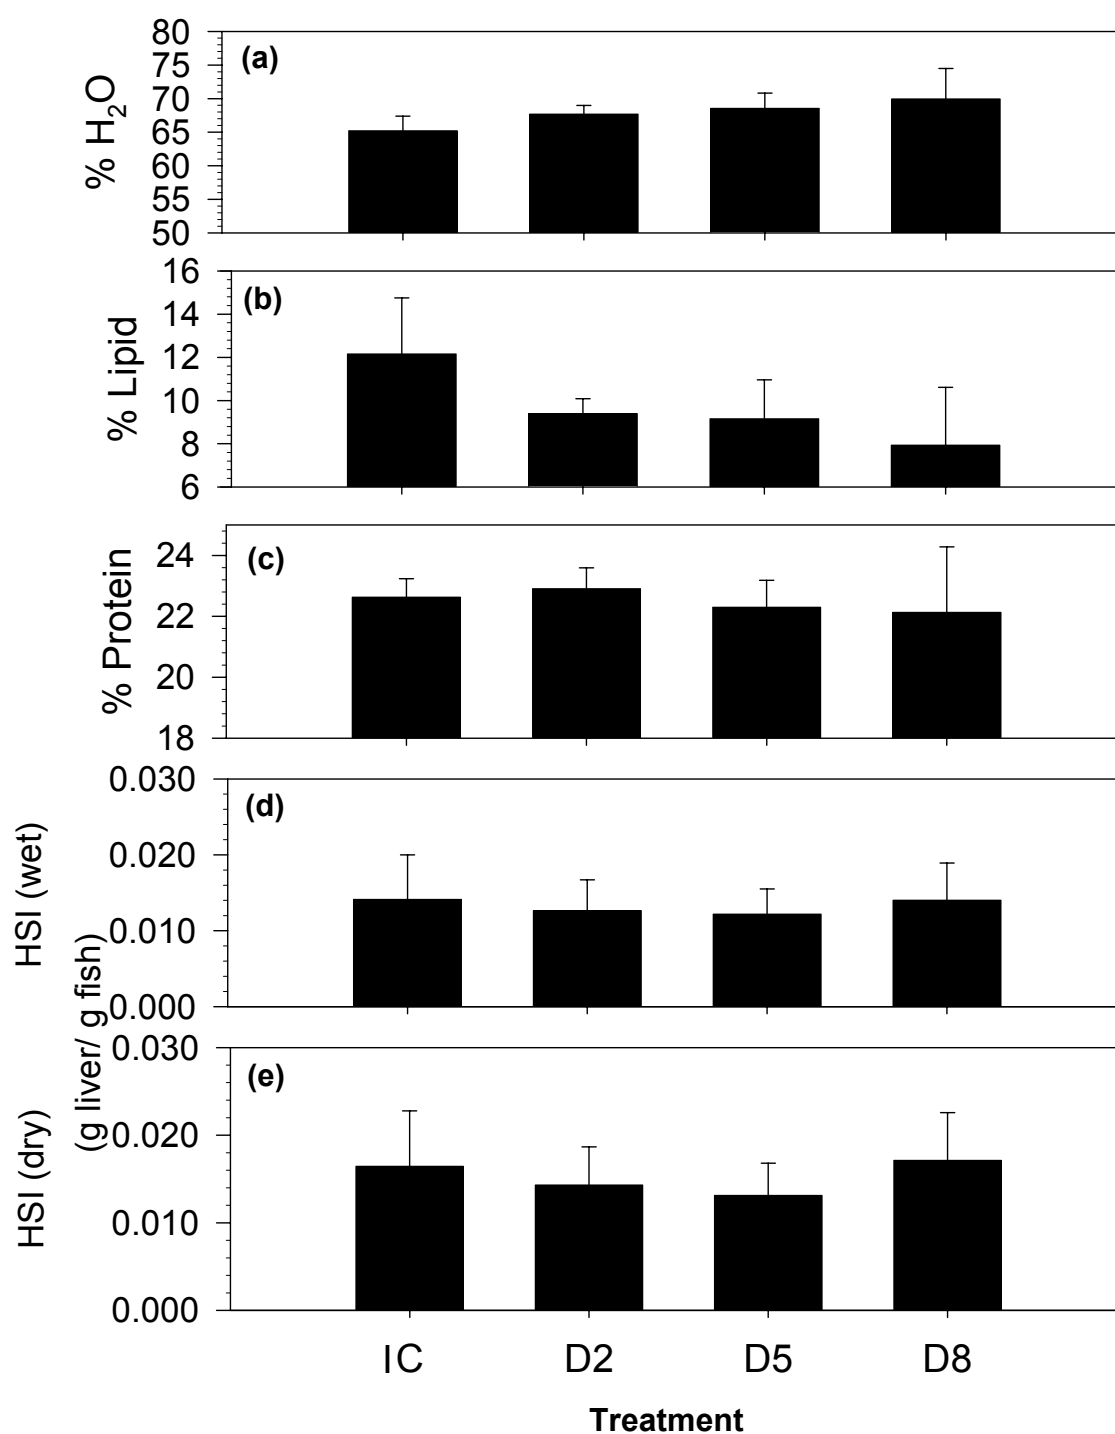 (a)
% H₂O
80
75
70
65
60
55
50
(b)
% Lipid
16
14
12
10
8
6
(c)
% Protein
24
22
20
18
(d)
HSI (wet)
0.030
0.020
0.010
0.000
(g liver/ g fish)
(e)
HSI (dry)
0.030
0.020
0.010
0.000
IC D2 D5 D8
Treatment